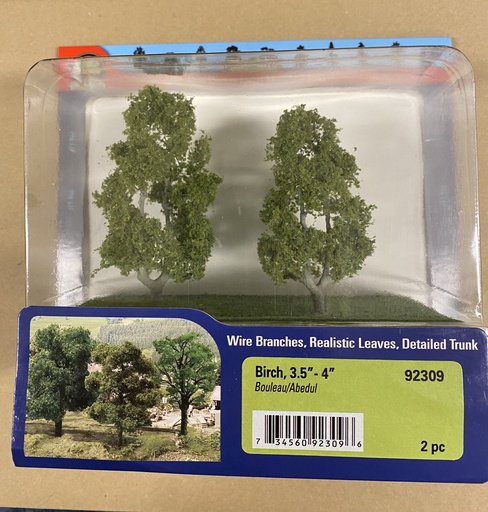 Wire Branches, Realistic Leaves, Detailed Trunk
Birch, 3.5"- 4" 92309
Bouleau/Abedul
7 34560 92309 6
2 pc